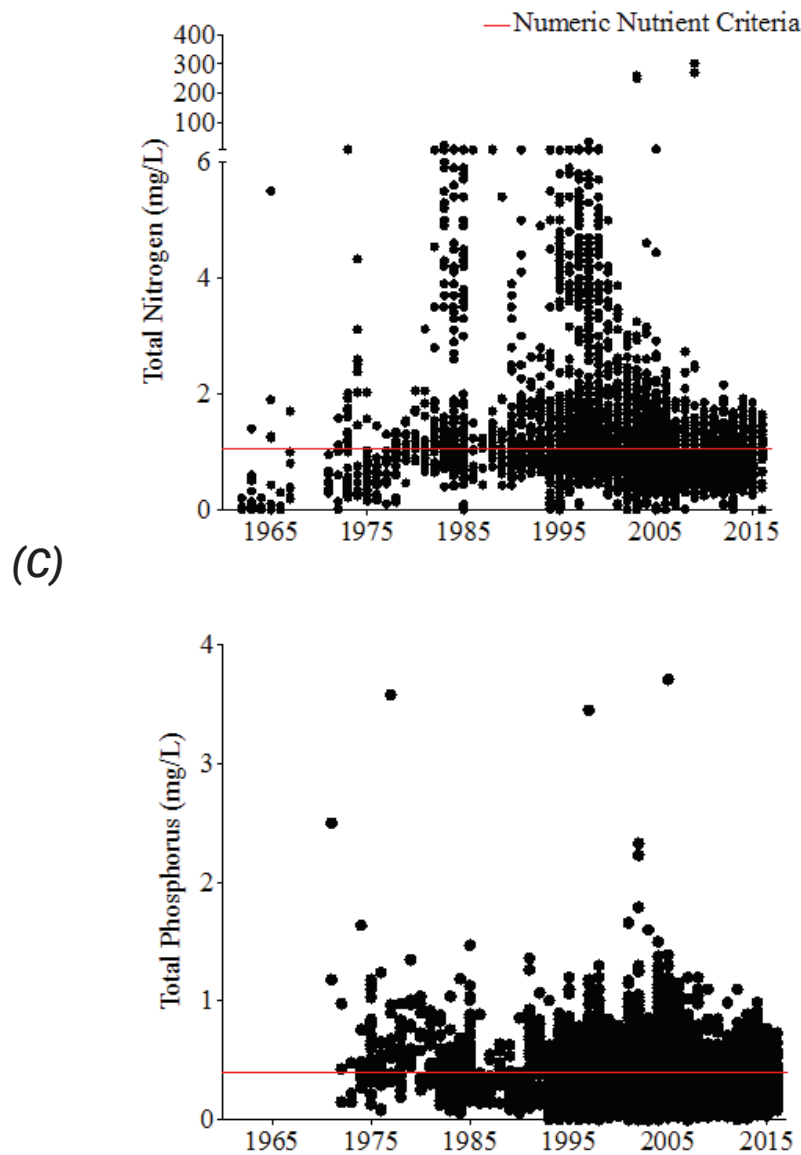 Numeric Nutrient Criteria
400
300
200
100
6
4
2
0
Total Nitrogen (mg/L)
1965 1975 1985 1995 2005 2015
(C)
4
3
2
1
0
Total Phosphorus (mg/L)
1965 1975 1985 1995 2005 2015